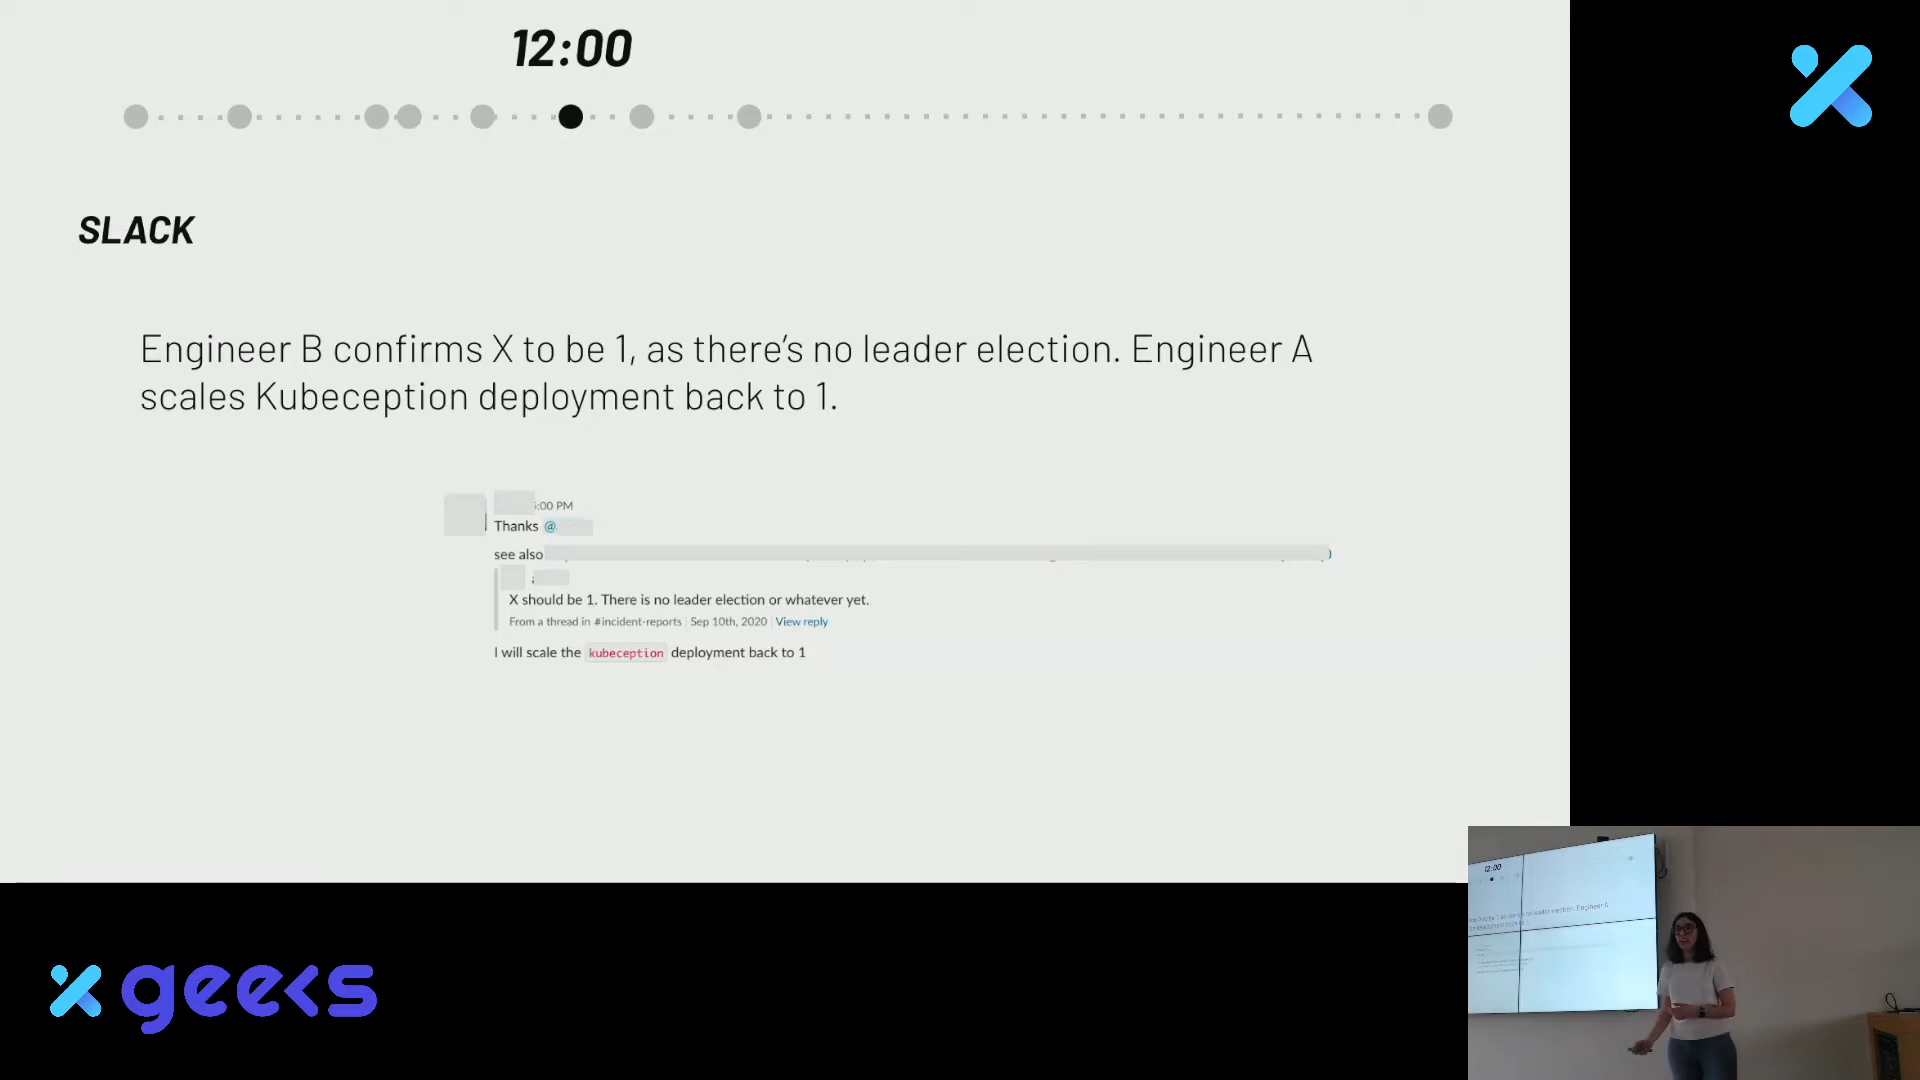 12:00
SLACK
Engineer B confirms X to be 1, as there's no leader election. Engineer A
scales Kubeception deployment back to 1.
:00 PM
Thanks @
see also
X should be 1. There is no leader election or whatever yet.
From a thread in #incident-reports | Sep 10th, 2020 | View reply
I will scale the kubeception deployment back to 1
geeks
12:00